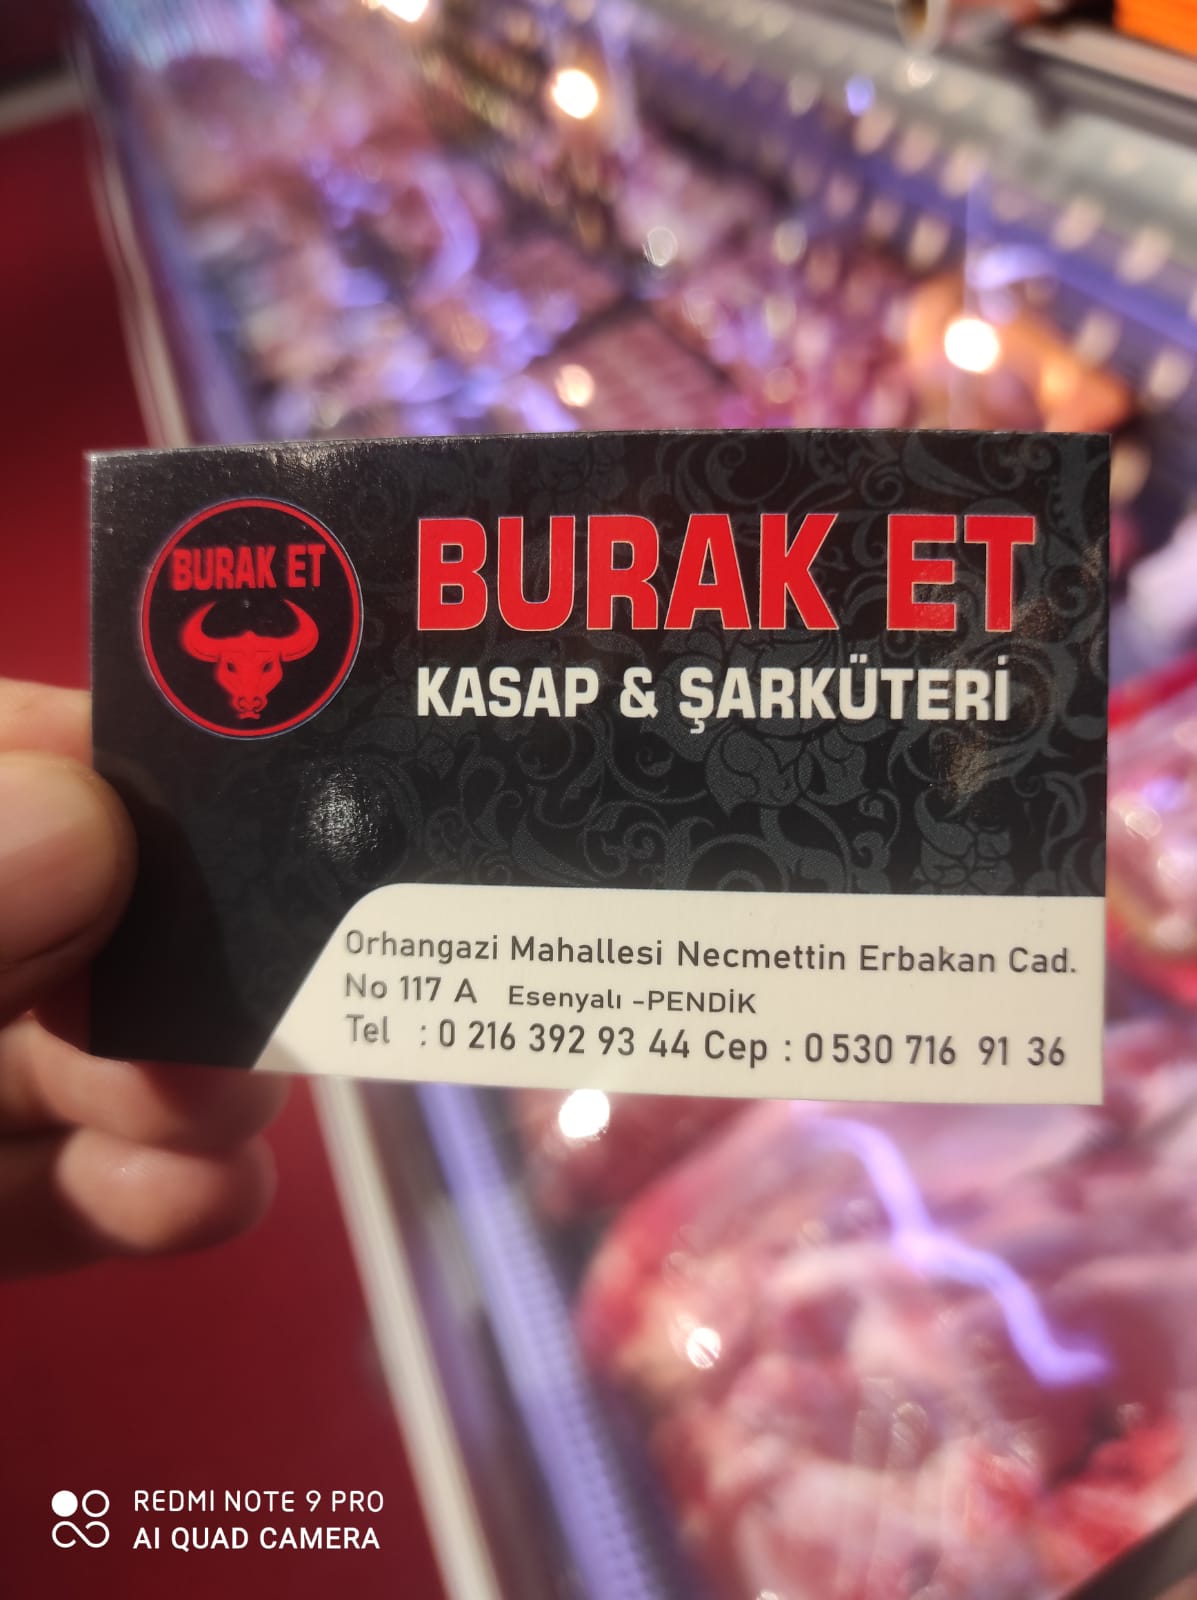 BURAK ET
BURAK ET
KASAP & ŞARKÜTERİ
Orhangazi Mahallesi Necmettin Erbakan Cad.
No 117 A Esenyalı -PENDİK
Tel : 0 216 392 93 44 Cep : 0 530 716 91 36
REDMI NOTE 9 PRO
AI QUAD CAMERA